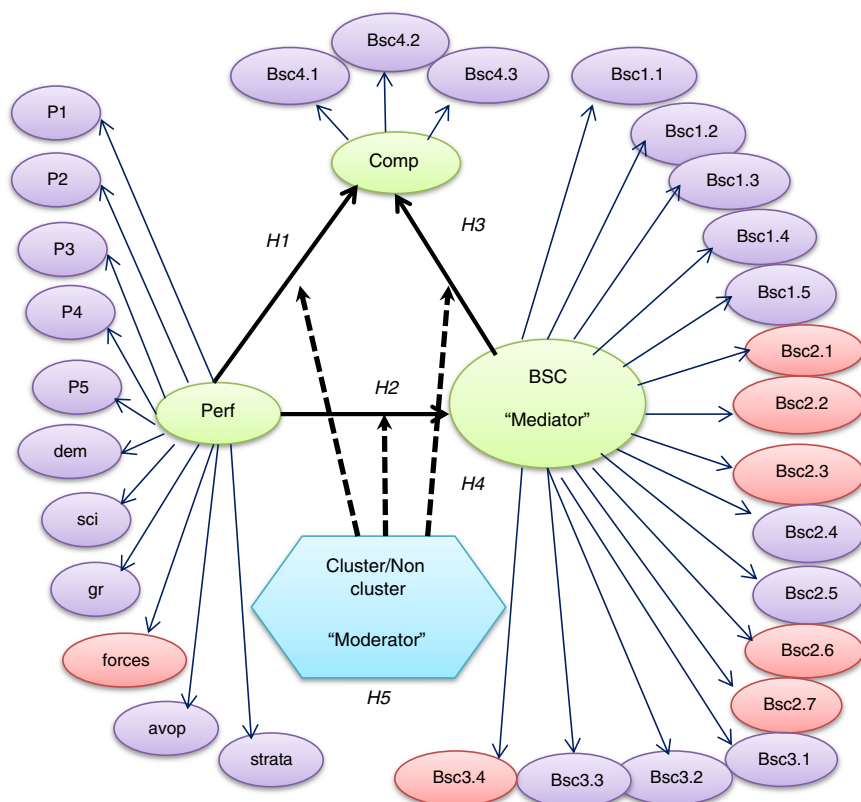 Bsc4.2
Bsc4.1
Bsc4.3
Bsc1.1
P1
Bsc1.2
Comp
Bsc1.3
P2
H1
H3
Bsc1.4
P3
Bsc1.5
P4
Bsc2.1
BSC
P5
H2
Bsc2.2
Perf
“Mediator”
dem
Bsc2.3
H4
sci
Bsc2.4
Cluster/Non
cluster
gr
Bsc2.5
“Moderator”
Bsc2.6
forces
H5
Bsc2.7
avop
strata
Bsc3.1
Bsc3.4
Bsc3.3
Bsc3.2